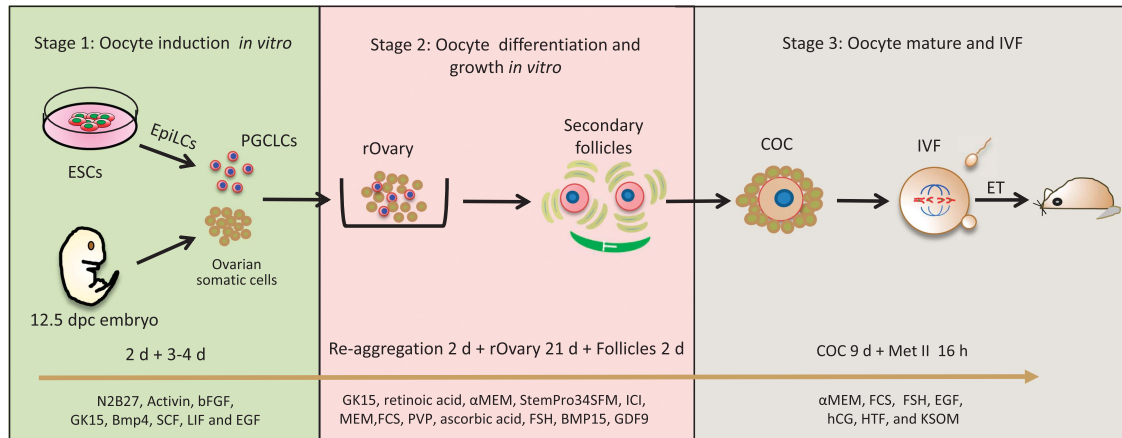 Stage 1: Oocyte induction in vitro
ESCs
EpiLCs
PGCLCs
Ovarian
somatic cells
12.5 dpc embryo
2 d + 3-4 d
N2B27, Activin, bFGF,
GK15, Bmp4, SCF, LIF and EGF
Stage 2: Oocyte differentiation and
growth in vitro
rOvary
Secondary
follicles
Re-aggregation 2 d + rOvary 21 d + Follicles 2 d
GK15, retinoic acid, αMEM, StemPro34SFM, ICI,
MEM,FCS, PVP, ascorbic acid, FSH, BMP15, GDF9
Stage 3: Oocyte mature and IVF
COC
IVF
ET
COC 9 d + Met II 16 h
αMEM, FCS, FSH, EGF,
hCG, HTF, and KSOM